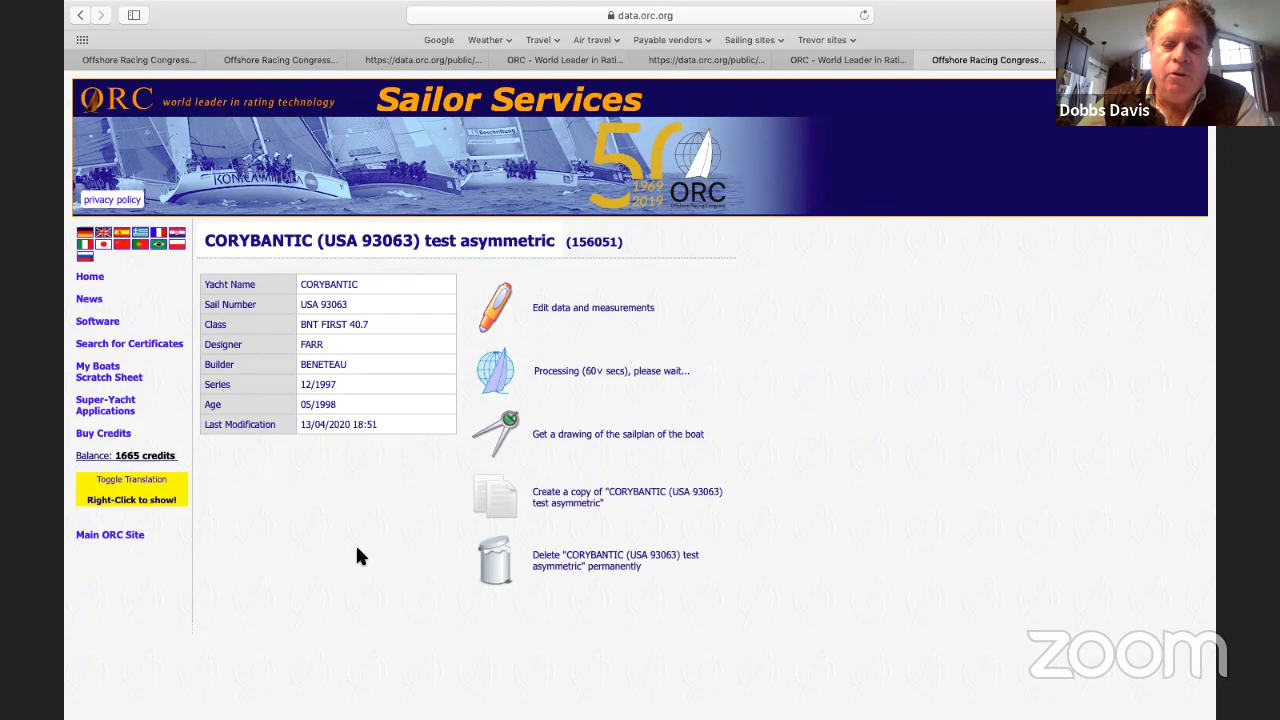 data.orc.org
Google Weather Travel Air travel Payable vendors Sailing sites Trevor sites
Offshore Racing Congress... Offshore Racing Congress... https://data.orc.org/public/... ORC - World Leader in Rati... https://data.orc.org/public/... ORC - World Leader in Rati... Offshore Racing Congress...
Dobbs Davis
ORC world leader in rating technology Sailor Services
Beschriftung
50
1969
2019
ORC
Offshore Racing Congress
privacy policy
CORYBANTIC (USA 93063) test asymmetric (156051)
Home
News
Software
Search for Certificates
My Boats
Scratch Sheet
Super-Yacht
Applications
Buy Credits
Balance: 1665 credits
Toggle Translation
Right-Click to show!
Main ORC Site
Yacht Name CORYBANTIC
Sail Number USA 93063
Class BNT FIRST 40.7
Designer FARR
Builder BENETEAU
Series 12/1997
Age 05/1998
Last Modification 13/04/2020 18:51
Edit data and measurements
Processing (60v secs), please wait...
Get a drawing of the sailplan of the boat
Create a copy of "CORYBANTIC (USA 93063)
test asymmetric"
Delete "CORYBANTIC (USA 93063) test
asymmetric" permanently
zoom